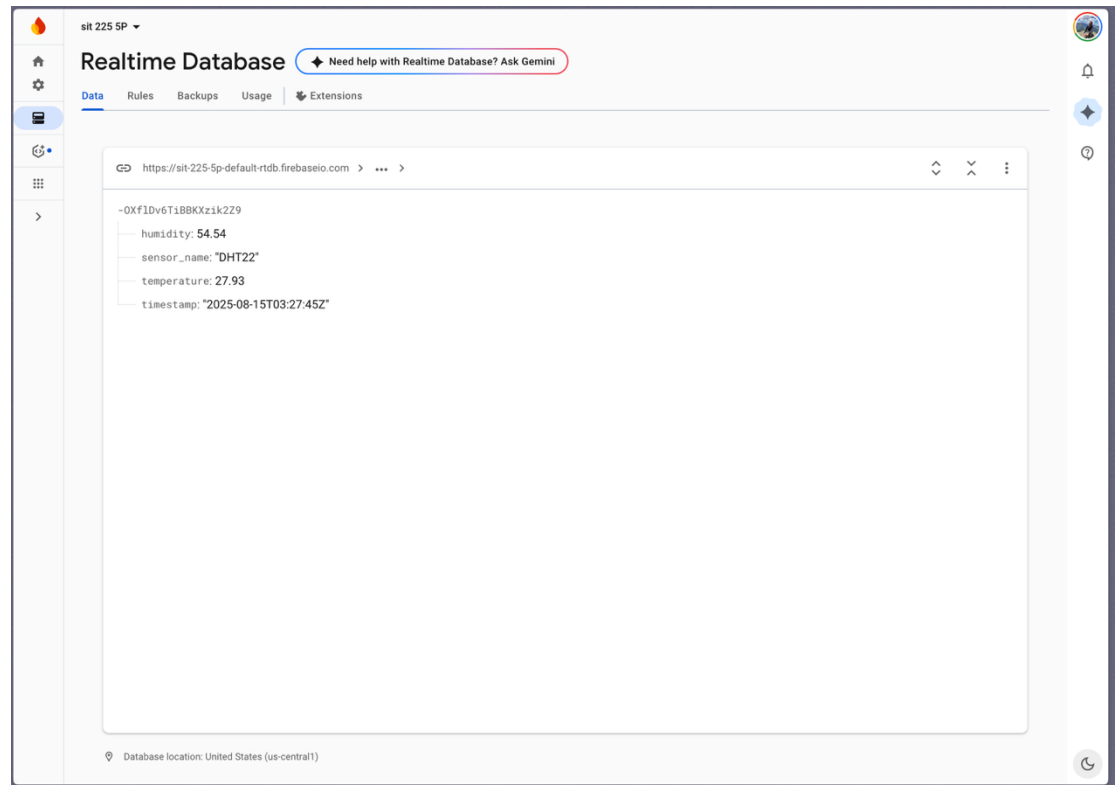 sit 225 5P
Realtime Database
Need help with Realtime Database? Ask Gemini
Data Rules Backups Usage Extensions
https://sit-225-5p-default-rtdb.firebaseio.com > ... >
-OXflDv6TiBBKXzik2Z9
humidity: 54.54
sensor_name: "DHT22"
temperature: 27.93
timestamp: "2025-08-15T03:27:45Z"
Database location: United States (us-central1)